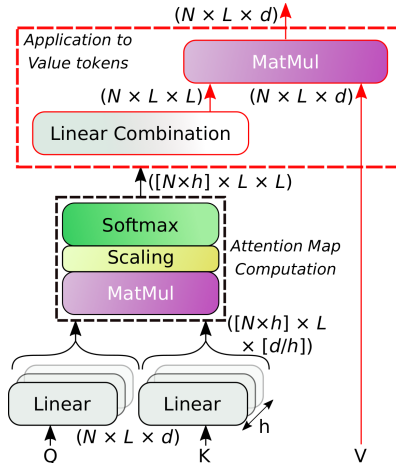 (N × L × d)
Application to
Value tokens
MatMul
(N × L × L)
(N × L × d)
Linear Combination
([N×h] × L × L)
Softmax
Scaling
MatMul
Attention Map
Computation
([N×h] × L
× [d/h])
Linear
Linear
h
(N × L × d)
Q
K
V